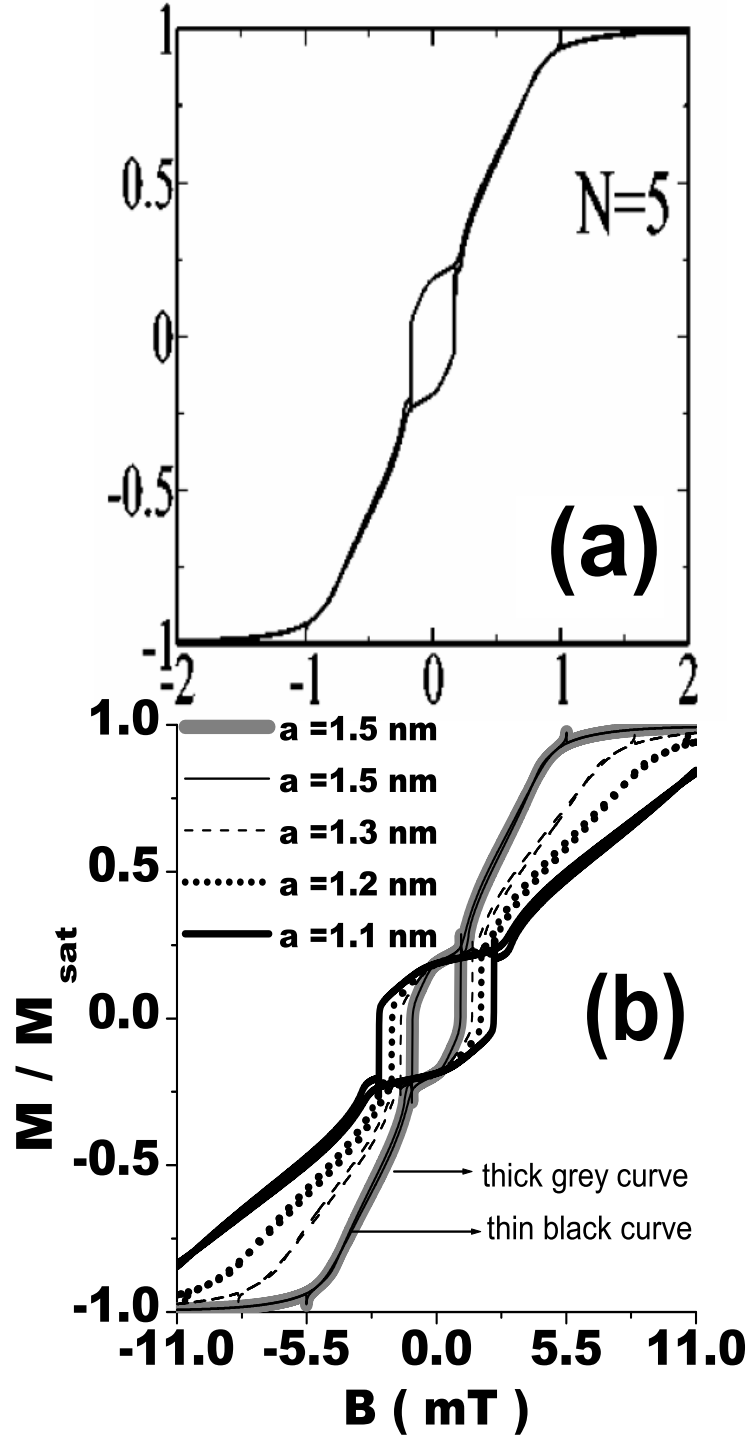 1
0.5
N=5
0
-0.5
(a)
-1
-2 -1 0 1 2
1.0
a =1.5 nm
a =1.5 nm
0.5
a =1.3 nm
a =1.2 nm
a =1.1 nm
M / M sat
0.0
(b)
-0.5
thick grey curve
thin black curve
-1.0
-11.0 -5.5 0.0 5.5 11.0
B ( mT )